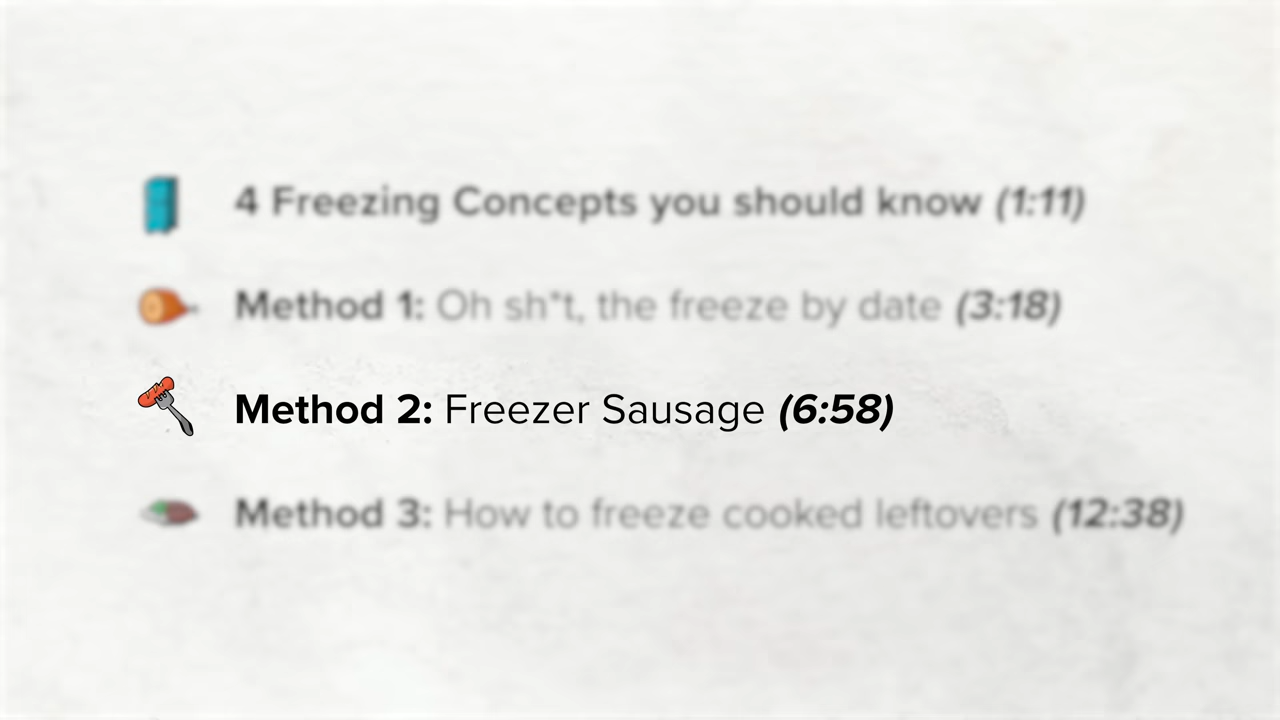 4 Freezing Concepts you should know (1:11)
Method 1: Oh sh*t, the freeze by date (3:18)
Method 2: Freezer Sausage (6:58)
Method 3: How to freeze cooked leftovers (12:38)